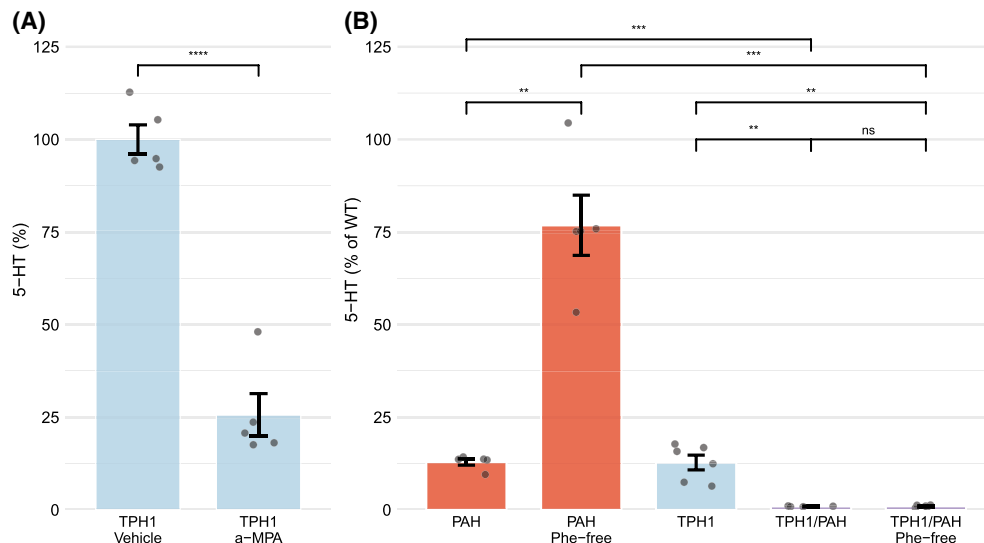 (A)
(B)
5−HT (%)
125
100
75
50
25
0
****
TPH1
Vehicle
TPH1
a−MPA
5−HT (% of WT)
125
100
75
50
25
0
***
***
**
**
**
ns
PAH
PAH
Phe−free
TPH1
TPH1/PAH
TPH1/PAH
Phe−free